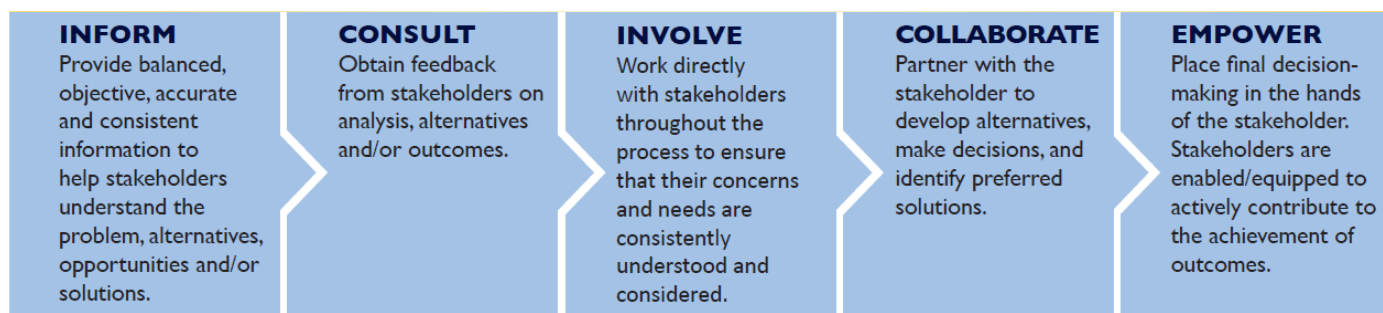 INFORM
Provide balanced,
objective, accurate
and consistent
information to
help stakeholders
understand the
problem, alternatives,
opportunities and/or
solutions.
CONSULT
Obtain feedback
from stakeholders on
analysis, alternatives
and/or outcomes.
INVOLVE
Work directly
with stakeholders
throughout the
process to ensure
that their concerns
and needs are
consistently
understood and
considered.
COLLABORATE
Partner with the
stakeholder to
develop alternatives,
make decisions, and
identify preferred
solutions.
EMPOWER
Place final decision-
making in the hands
of the stakeholder.
Stakeholders are
enabled/equipped to
actively contribute to
the achievement of
outcomes.